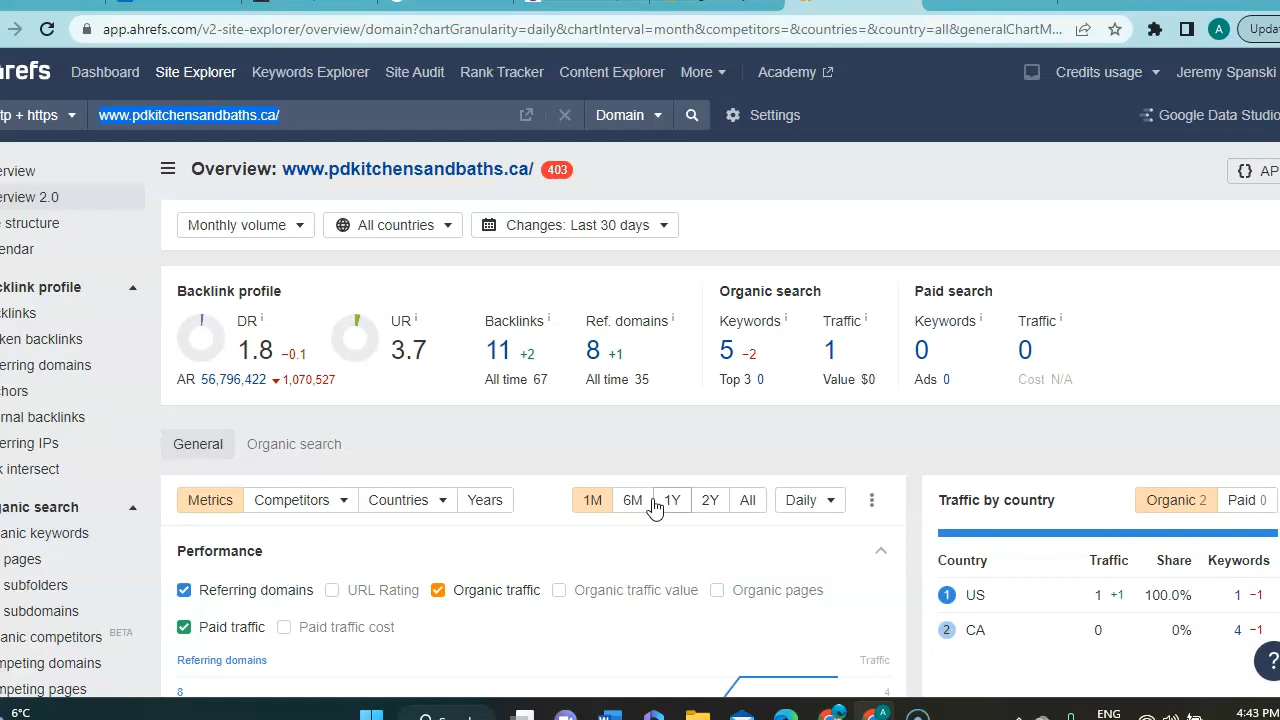 app.ahrefs.com/v2-site-explorer/overview/domain?chartGranularity=daily&chartInterval=month&competitors=&countries=&country=all&generalChartM... A Upda
hrefs Dashboard Site Explorer Keywords Explorer Site Audit Rank Tracker Content Explorer More Academy Credits usage Jeremy Spanski
tp + https www.pdkitchensandbaths.ca/ Domain Settings Google Data Studio
erview
Overview: www.pdkitchensandbaths.ca/ 403 {} AP
erview 2.0
e structure
endar
Monthly volume All countries Changes: Last 30 days
cklink profile
cklinks
ken backlinks
erring domains
chors
ernal backlinks
erring IPs
k intersect
Backlink profile Organic search Paid search
DR i UR i Backlinks i Ref. domains i Keywords i Traffic i Keywords i Traffic i
1.8 −0.1 3.7 11 +2 8 +1 5 −2 1 0 0
AR 56,796,422 1,070,527 All time 67 All time 35 Top 3 0 Value $0 Ads 0 Cost N/A
General Organic search
ganic search
anic keywords
pages
subfolders
subdomains
anic competitors BETA
mpeting domains
mpeting pages
Metrics Competitors Countries Years 1M 6M 1Y 2Y All Daily
Performance
Referring domains URL Rating Organic traffic Organic traffic value Organic pages
Paid traffic Paid traffic cost
Referring domains Traffic
8 4
Traffic by country Organic 2 Paid 0
Country Traffic Share Keywords
1 US 1 +1 100.0% 1 −1
2 CA 0 0% 4 −1
?
6°C A ENG 4:43 PM